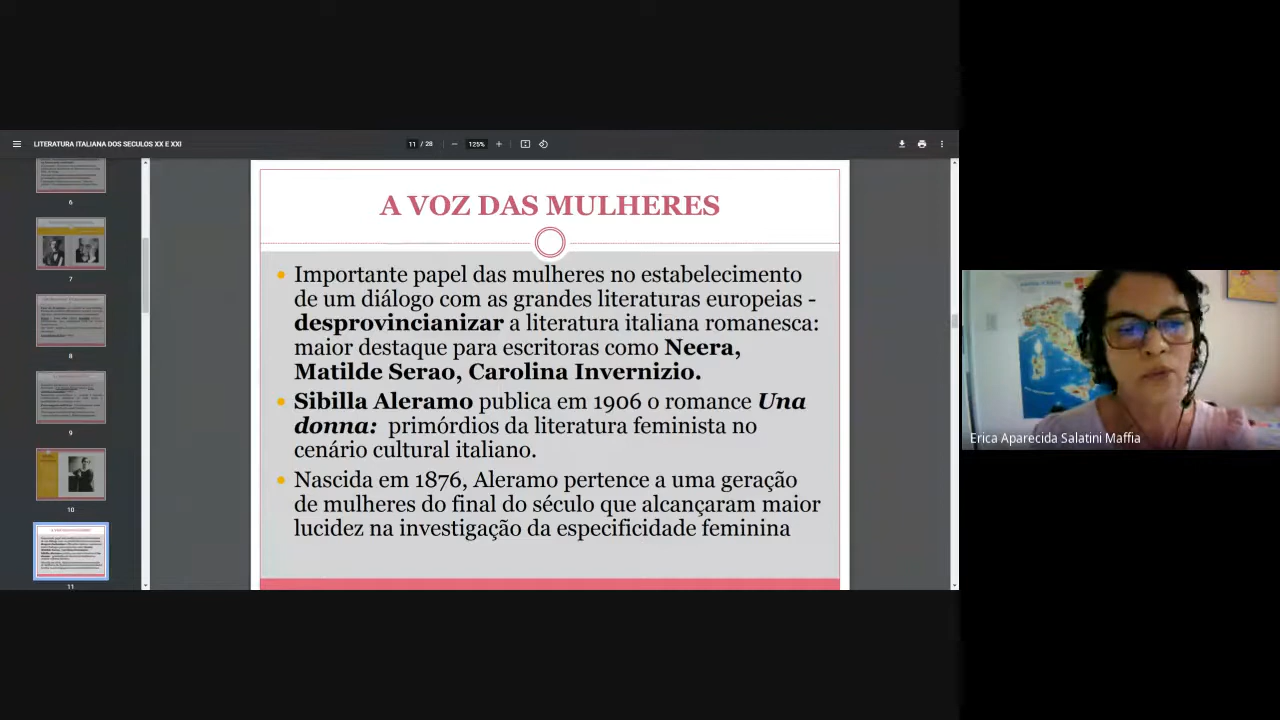 LITERATURA ITALIANA DOS SECULOS XX E XXI
11 / 28
125%
6
7
8
9
10
11
A VOZ DAS MULHERES
• Importante papel das mulheres no estabelecimento
de um diálogo com as grandes literaturas europeias -
desprovincianizar a literatura italiana romanesca:
maior destaque para escritoras como Neera,
Matilde Serao, Carolina Invernizio.
• Sibilla Aleramo publica em 1906 o romance Una
donna: primórdios da literatura feminista no
cenário cultural italiano.
• Nascida em 1876, Aleramo pertence a uma geração
de mulheres do final do século que alcançaram maior
lucidez na investigação da especificidade feminina
Erica Aparecida Salatini Maffia